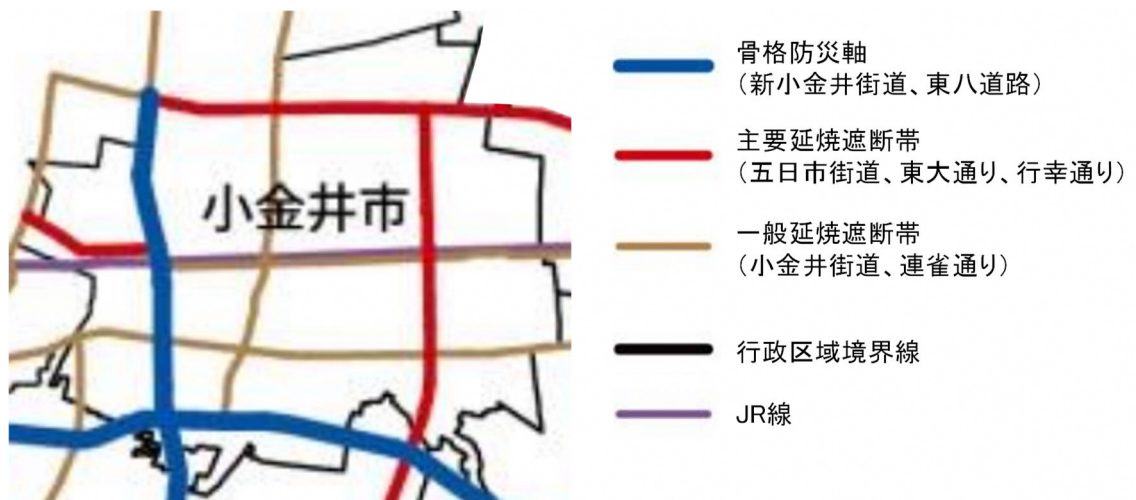 小金井市
骨格防災軸
（新小金井街道、東八道路）
主要延焼遮断帯
（五日市街道、東大通り、行幸通り）
一般延焼遮断帯
（小金井街道、連雀通り）
行政区域境界線
JR線